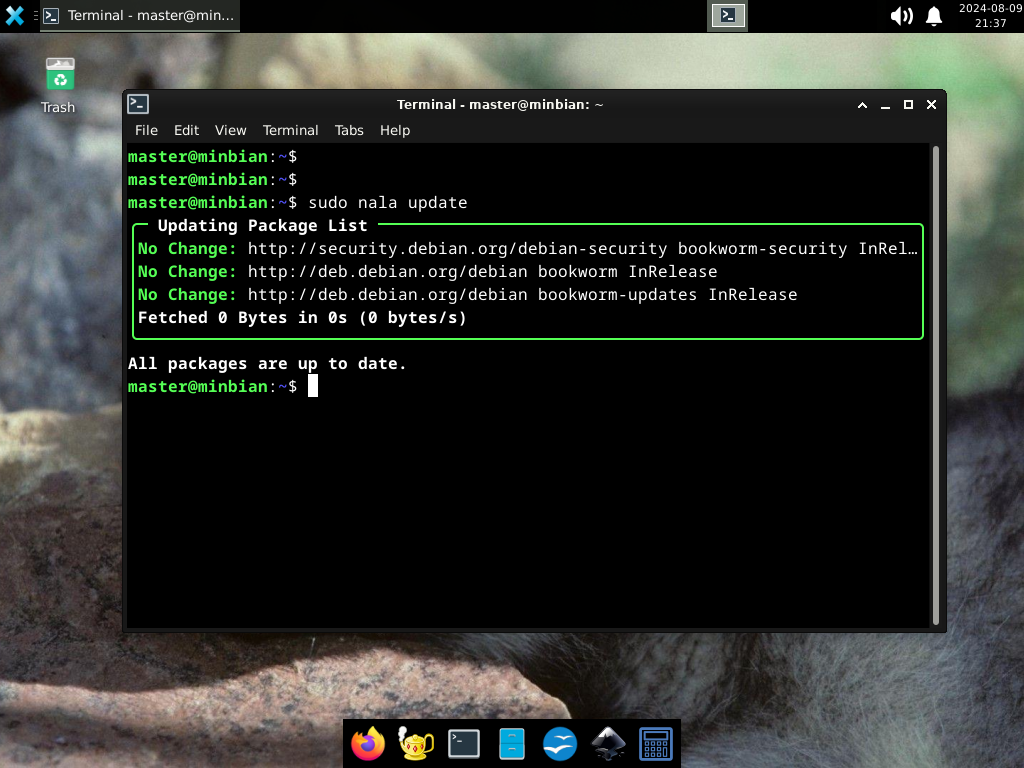 Terminal - master@min...
2024-08-09
21:37
Trash
Terminal - master@minbian: ~
File Edit View Terminal Tabs Help
master@minbian:~$
master@minbian:~$
master@minbian:~$ sudo nala update
Updating Package List
No Change: http://security.debian.org/debian-security bookworm-security InRel…
No Change: http://deb.debian.org/debian bookworm InRelease
No Change: http://deb.debian.org/debian bookworm-updates InRelease
Fetched 0 Bytes in 0s (0 bytes/s)
All packages are up to date.
master@minbian:~$